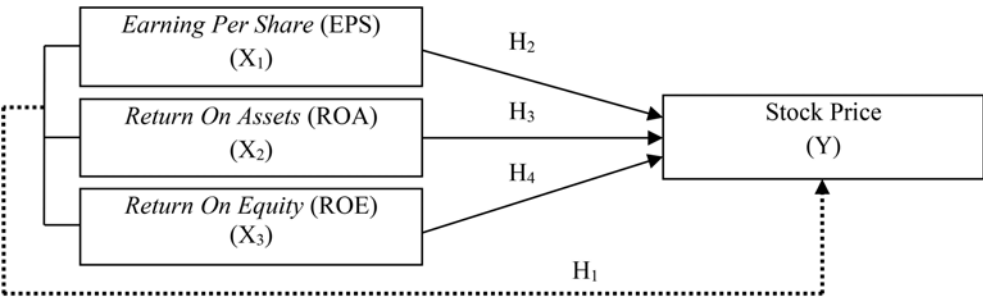 Earning Per Share (EPS)
(X₁)
H₂
Return On Assets (ROA)
(X₂)
H₃
Stock Price
(Y)
H₄
Return On Equity (ROE)
(X₃)
H₁